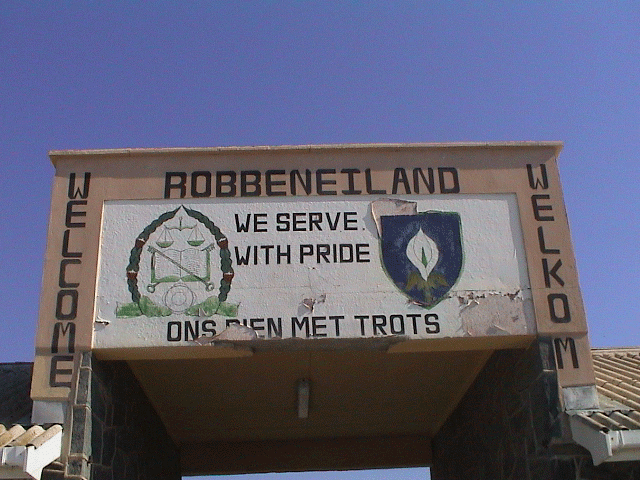 ROBBENEILAND
WELCOME
WE SERVE
WITH PRIDE
ONS DIEN MET TROTS
WELKOM